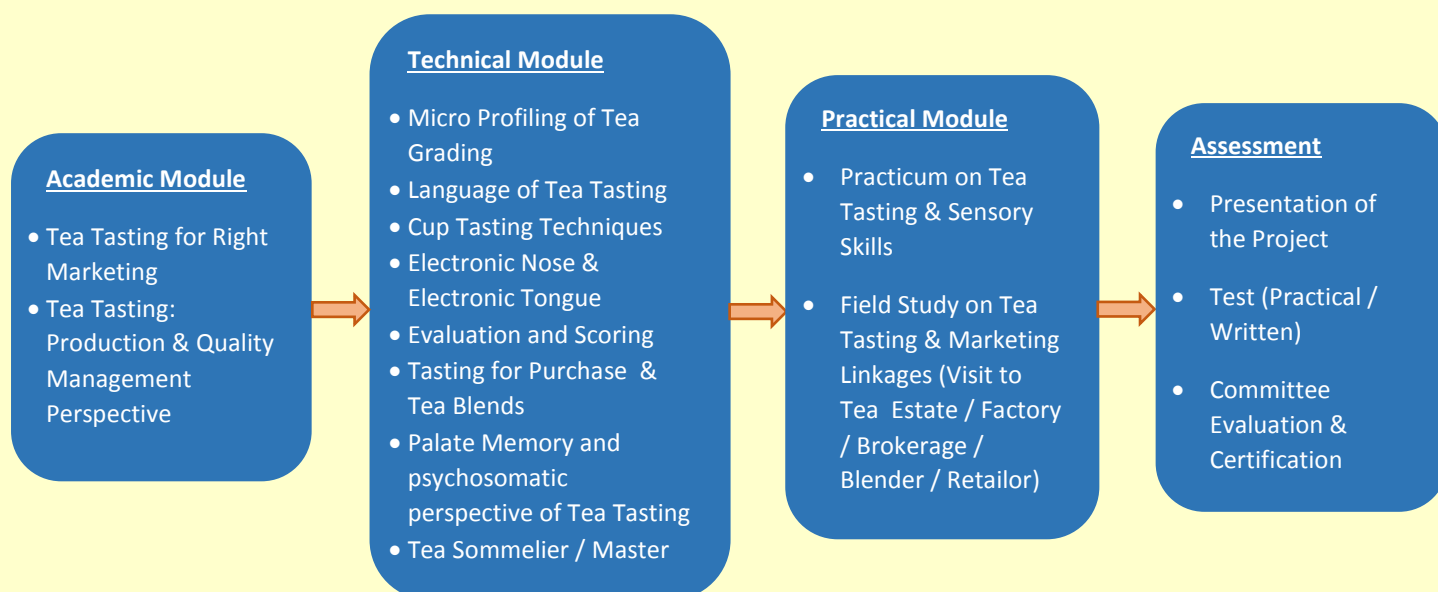 Academic Module
• Tea Tasting for Right
Marketing
• Tea Tasting:
Production & Quality
Management
Perspective
Technical Module
• Micro Profiling of Tea
Grading
• Language of Tea Tasting
• Cup Tasting Techniques
• Electronic Nose &
Electronic Tongue
• Evaluation and Scoring
• Tasting for Purchase &
Tea Blends
• Palate Memory and
psychosomatic
perspective of Tea Tasting
• Tea Sommelier / Master
Practical Module
• Practicum on Tea
Tasting & Sensory
Skills
• Field Study on Tea
Tasting & Marketing
Linkages (Visit to
Tea Estate / Factory
/ Brokerage /
Blender / Retailor)
Assessment
• Presentation of
the Project
• Test (Practical /
Written)
• Committee
Evaluation &
Certification